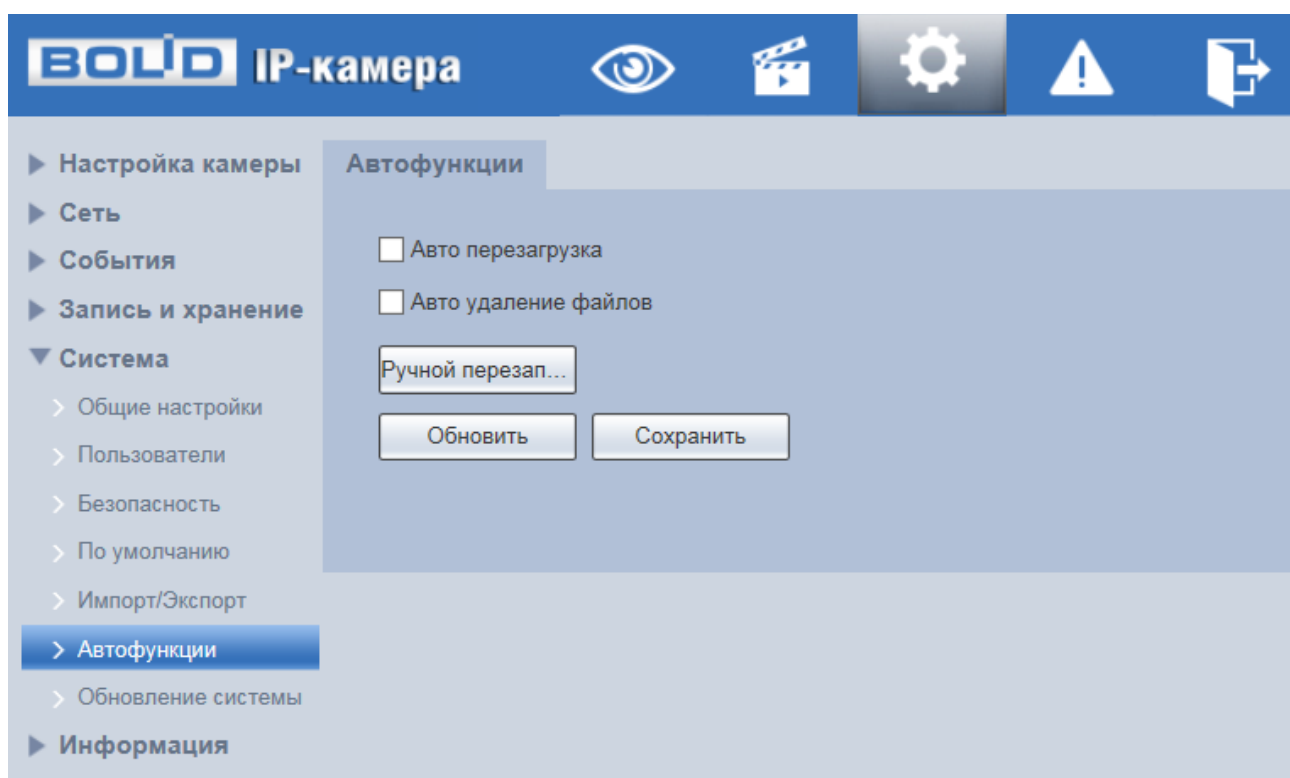 BOLID IP-камера
Настройка камеры
Сеть
События
Запись и хранение
Система
Общие настройки
Пользователи
Безопасность
По умолчанию
Импорт/Экспорт
Автофункции
Обновление системы
Информация
Автофункции
Авто перезагрузка
Авто удаление файлов
Ручной перезап...
Обновить Сохранить